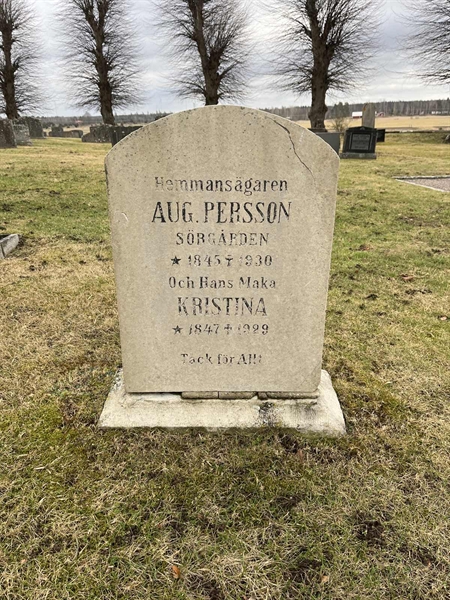 Hemmansägaren
AUG. PERSSON
SÖRGÅRDEN
★ 1845 ✝ 1930
Och Hans Maka
KRISTINA
★ 1847 ✝ 1929
Tack för Allt